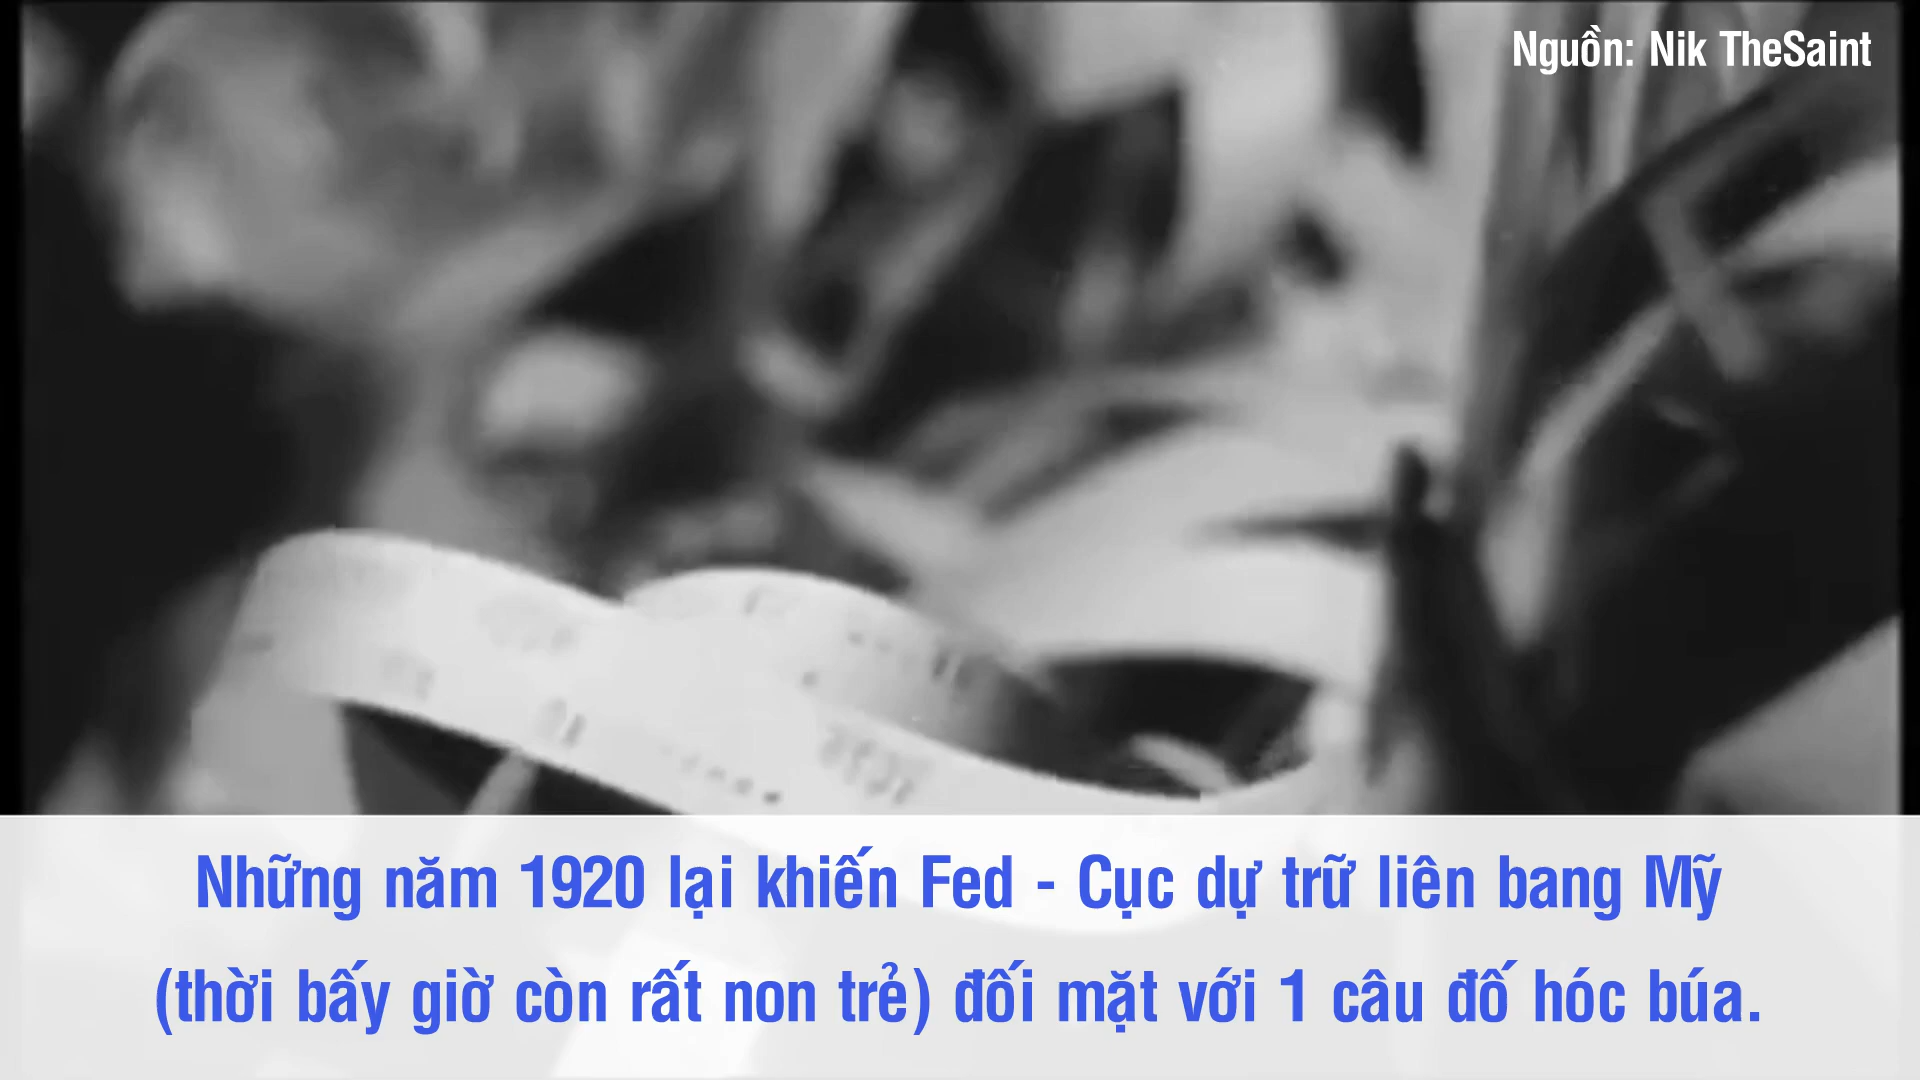 Nguồn: Nik TheSaint
Những năm 1920 lại khiến Fed - Cục dự trữ liên bang Mỹ
(thời bấy giờ còn rất non trẻ) đối mặt với 1 câu đố hóc búa.